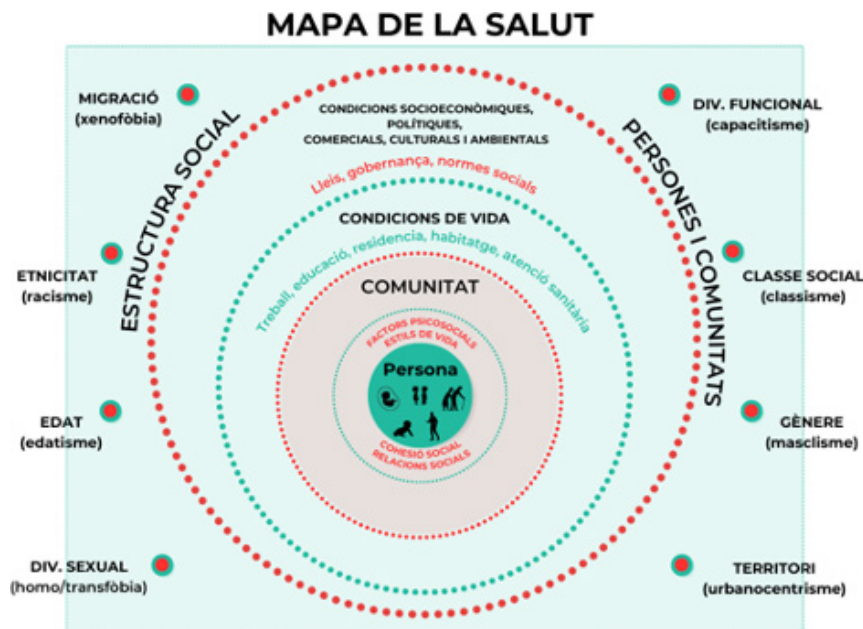 MAPA DE LA SALUT
MIGRACIÓ
(xenofòbia)
ETNICITAT
(racisme)
EDAT
(edatisme)
DIV. SEXUAL
(homo/transfòbia)
ESTRUCTURA SOCIAL
CONDICIONS SOCIOECONÒMIQUES,
POLÍTIQUES,
COMERCIALS, CULTURALS I AMBIENTALS
Lleis, gobernança, normes socials
CONDICIONS DE VIDA
Treball, educació, residencia, habitatge, atenció sanitària
COMUNITAT
FACTORS PSICOSOCIALS
ESTILS DE VIDA
Persona
COHESIÓ SOCIAL
RELACIONS SOCIALS
PERSONES I COMUNITATS
DIV. FUNCIONAL
(capacitisme)
CLASSE SOCIAL
(classisme)
GÈNERE
(masclisme)
TERRITORI
(urbanocentrisme)